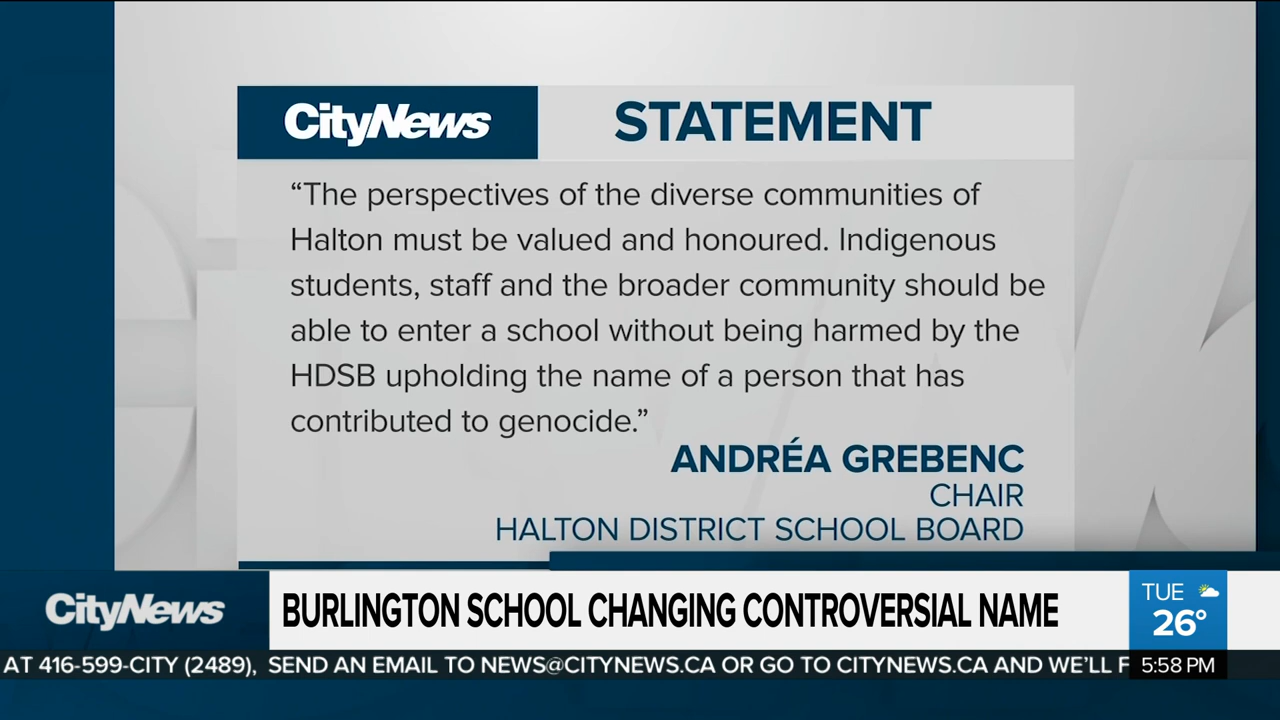 CityNews STATEMENT
“The perspectives of the diverse communities of
Halton must be valued and honoured. Indigenous
students, staff and the broader community should be
able to enter a school without being harmed by the
HDSB upholding the name of a person that has
contributed to genocide.”
ANDRÉA GREBENC
CHAIR
HALTON DISTRICT SCHOOL BOARD
CityNews BURLINGTON SCHOOL CHANGING CONTROVERSIAL NAME
TUE
26°
AT 416-599-CITY (2489), SEND AN EMAIL TO NEWS@CITYNEWS.CA OR GO TO CITYNEWS.CA AND WE'LL F
5:58 PM